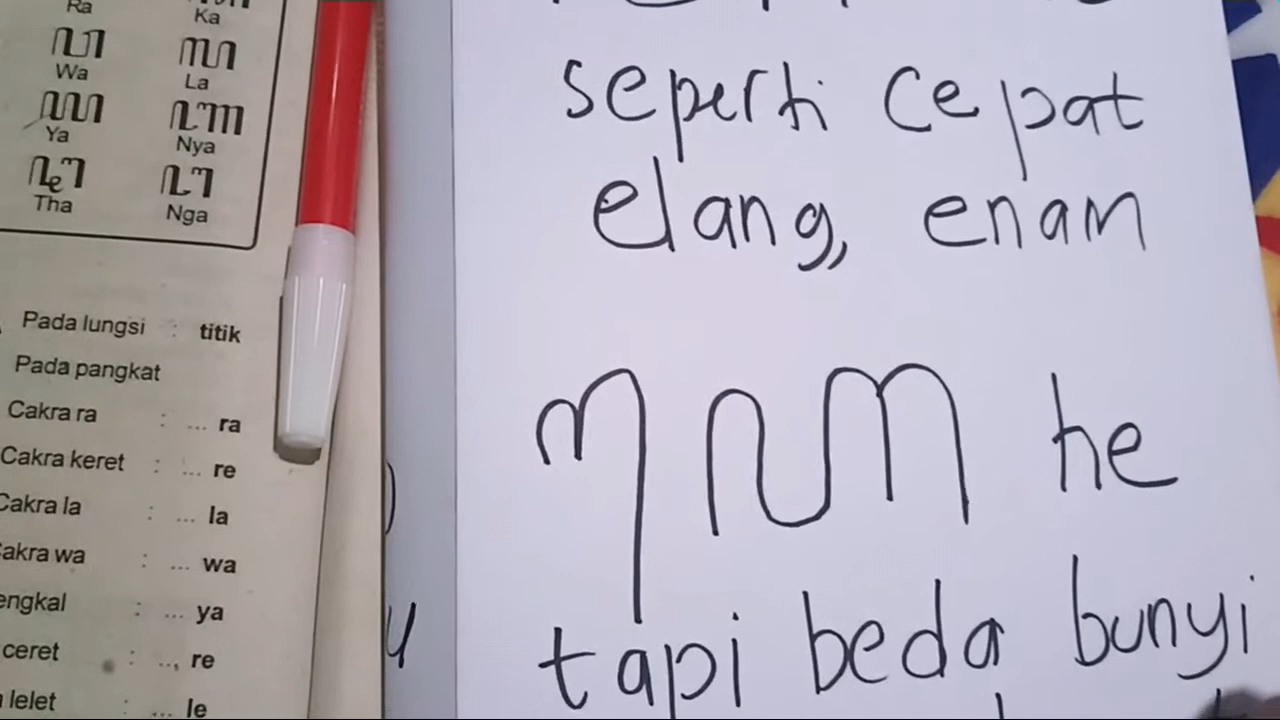 Ra Ka
ꦮ ꦭ
Wa La
ꦪ ꦚ
Ya Nya
ꦛ ꦔ
Tha Nga
Pada lungsi : titik
Pada pangkat
Cakra ra : ... ra
Cakra keret : ... re
Cakra la : ... la
akra wa : ... wa
engkal : ... ya
ceret : .., re
lelet : ... le
seperti cepat
elang, enam
ꦲꦺ he
tapi beda bunyi